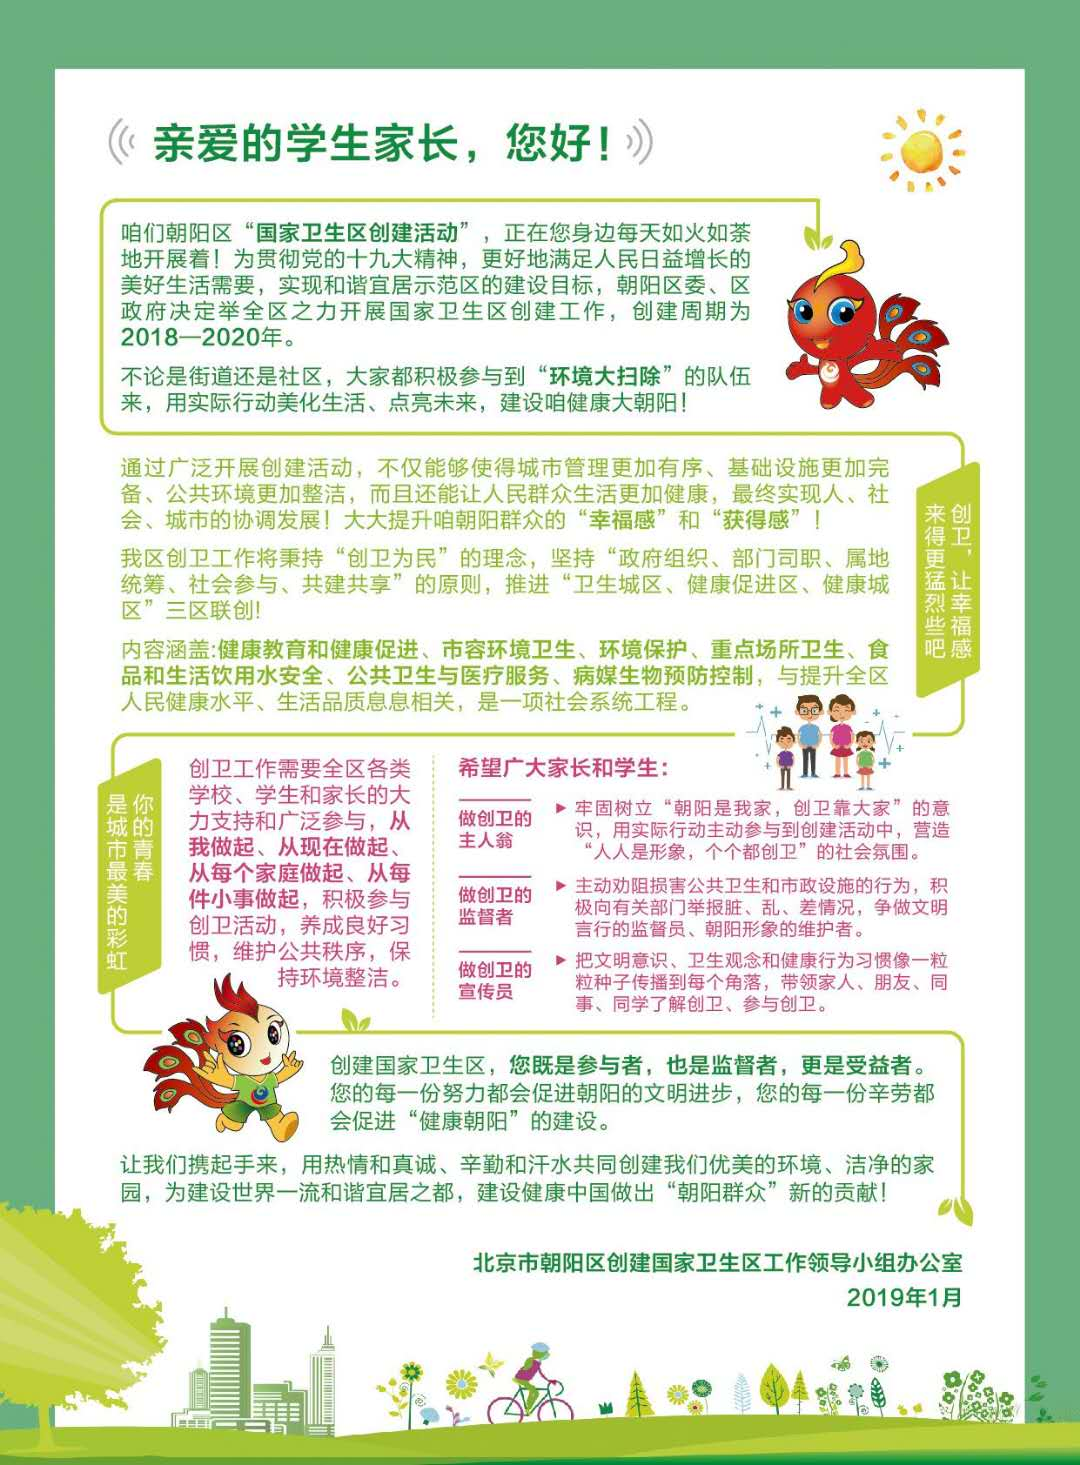 亲爱的学生家长，您好！
咱们朝阳区“国家卫生区创建活动”，正在您身边每天如火如荼
地开展着！为贯彻党的十九大精神，更好地满足人民日益增长的
美好生活需要，实现和谐宜居示范区的建设目标，朝阳区委、区
政府决定举全区之力开展国家卫生区创建工作，创建周期为
2018—2020年。
不论是街道还是社区，大家都积极参与到“环境大扫除”的队伍
来，用实际行动美化生活、点亮未来，建设咱健康大朝阳！
通过广泛开展创建活动，不仅能够使得城市管理更加有序、基础设施更加完
备、公共环境更加整洁，而且还能让人民群众生活更加健康，最终实现人、社
会、城市的协调发展！大大提升咱朝阳群众的“幸福感”和“获得感”！
我区创卫工作将秉持“创卫为民”的理念，坚持“政府组织、部门司职、属地
统筹、社会参与、共建共享”的原则，推进“卫生城区、健康促进区、健康城
区”三区联创!
内容涵盖:健康教育和健康促进、市容环境卫生、环境保护、重点场所卫生、食
品和生活饮用水安全、公共卫生与医疗服务、病媒生物预防控制，与提升全区
人民健康水平、生活品质息息相关，是一项社会系统工程。
创卫，让幸福感
来得更猛烈些吧
你的青春
是城市最美的彩虹
创卫工作需要全区各类
学校、学生和家长的大
力支持和广泛参与，从
我做起、从现在做起、
从每个家庭做起、从每
件小事做起，积极参与
创卫活动，养成良好习
惯，维护公共秩序，保
持环境整洁。
希望广大家长和学生：
做创卫的
主人翁
牢固树立“朝阳是我家，创卫靠大家”的意
识，用实际行动主动参与到创建活动中，营造
“人人是形象，个个都创卫”的社会氛围。
做创卫的
监督者
主动劝阻损害公共卫生和市政设施的行为，积
极向有关部门举报脏、乱、差情况，争做文明
言行的监督员、朝阳形象的维护者。
做创卫的
宣传员
把文明意识、卫生观念和健康行为习惯像一粒
粒种子传播到每个角落，带领家人、朋友、同
事、同学了解创卫、参与创卫。
创建国家卫生区，您既是参与者，也是监督者，更是受益者。
您的每一份努力都会促进朝阳的文明进步，您的每一份辛劳都
会促进“健康朝阳”的建设。
让我们携起手来，用热情和真诚、辛勤和汗水共同创建我们优美的环境、洁净的家
园，为建设世界一流和谐宜居之都，建设健康中国做出“朝阳群众”新的贡献！
北京市朝阳区创建国家卫生区工作领导小组办公室
2019年1月